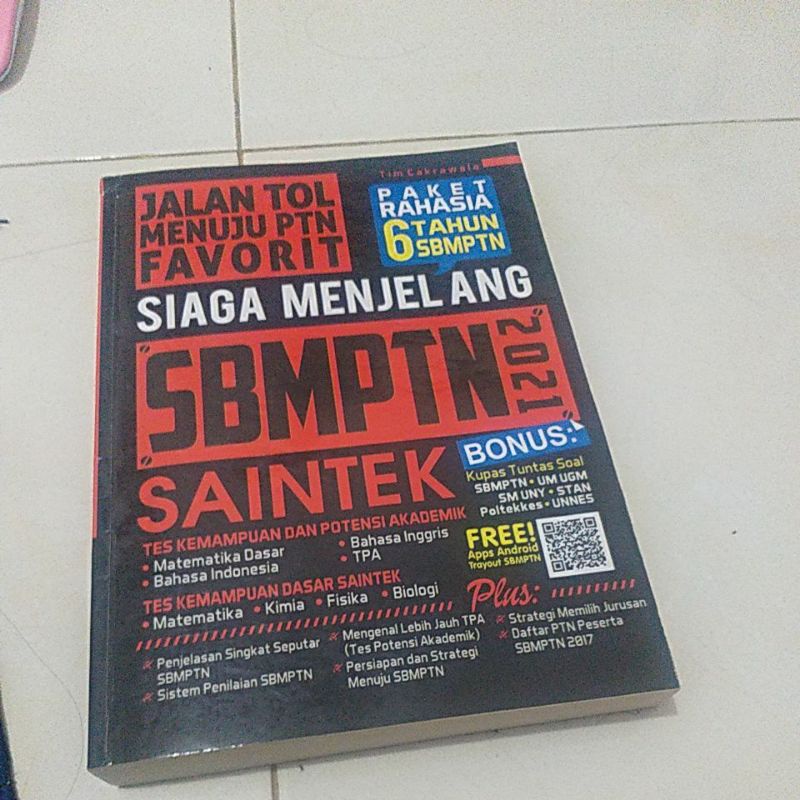 Tim Cakrawala
JALAN TOL
MENUJU PTN
FAVORIT
PAKET
RAHASIA
6 TAHUN
SBMPTN
SIAGA MENJELANG
SBMPTN
2021
SAINTEK
BONUS:
Kupas Tuntas Soal
SBMPTN • UM UGM
SM UNY • STAN
Poltekkes • UNNES
TES KEMAMPUAN DAN POTENSI AKADEMIK
• Matematika Dasar
• Bahasa Indonesia
• Bahasa Inggris
• TPA
FREE!
Apps Android
Trayout SBMPTN
TES KEMAMPUAN DASAR SAINTEK
• Matematika • Kimia • Fisika • Biologi
Plus:
Penjelasan Singkat Seputar
SBMPTN
Sistem Penilaian SBMPTN
Mengenal Lebih Jauh TPA
(Tes Potensi Akademik)
Persiapan dan Strategi
Menuju SBMPTN
Strategi Memilih Jurusan
Daftar PTN Peserta
SBMPTN 2017